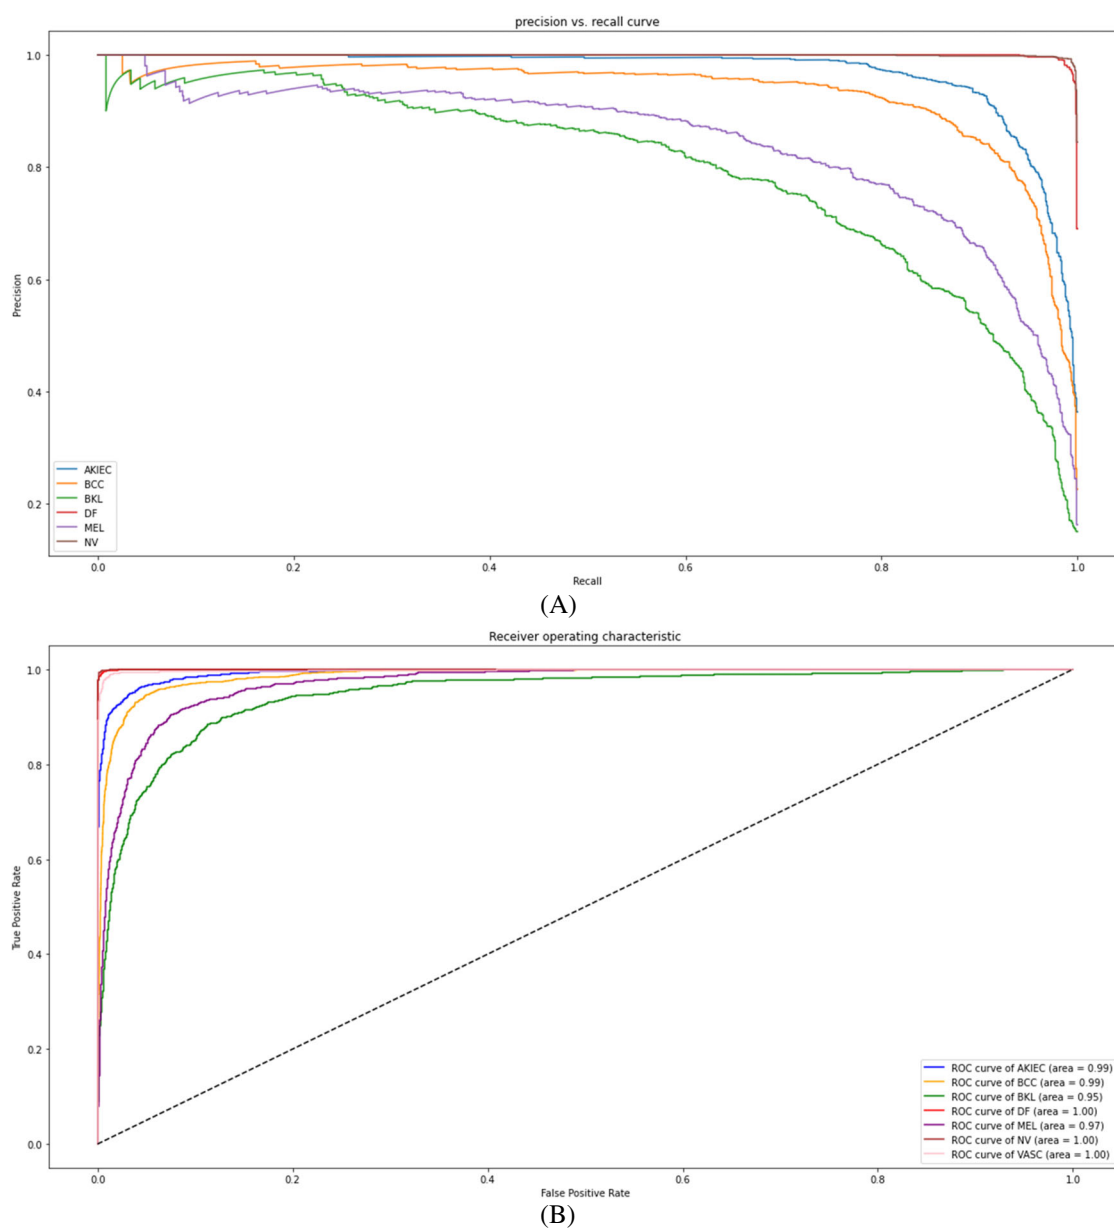 precision vs. recall curve
1.0
0.8
0.6
0.4
0.2
Precision
AKIEC
BCC
BKL
DF
MEL
NV
0.0 0.2 0.4 0.6 0.8 1.0
Recall
(A)
Receiver operating characteristic
1.0
0.8
0.6
0.4
0.2
0.0
True Positive Rate
ROC curve of AKIEC (area = 0.99)
ROC curve of BCC (area = 0.99)
ROC curve of BKL (area = 0.95)
ROC curve of DF (area = 1.00)
ROC curve of MEL (area = 0.97)
ROC curve of NV (area = 1.00)
ROC curve of VASC (area = 1.00)
0.0 0.2 0.4 0.6 0.8 1.0
False Positive Rate
(B)